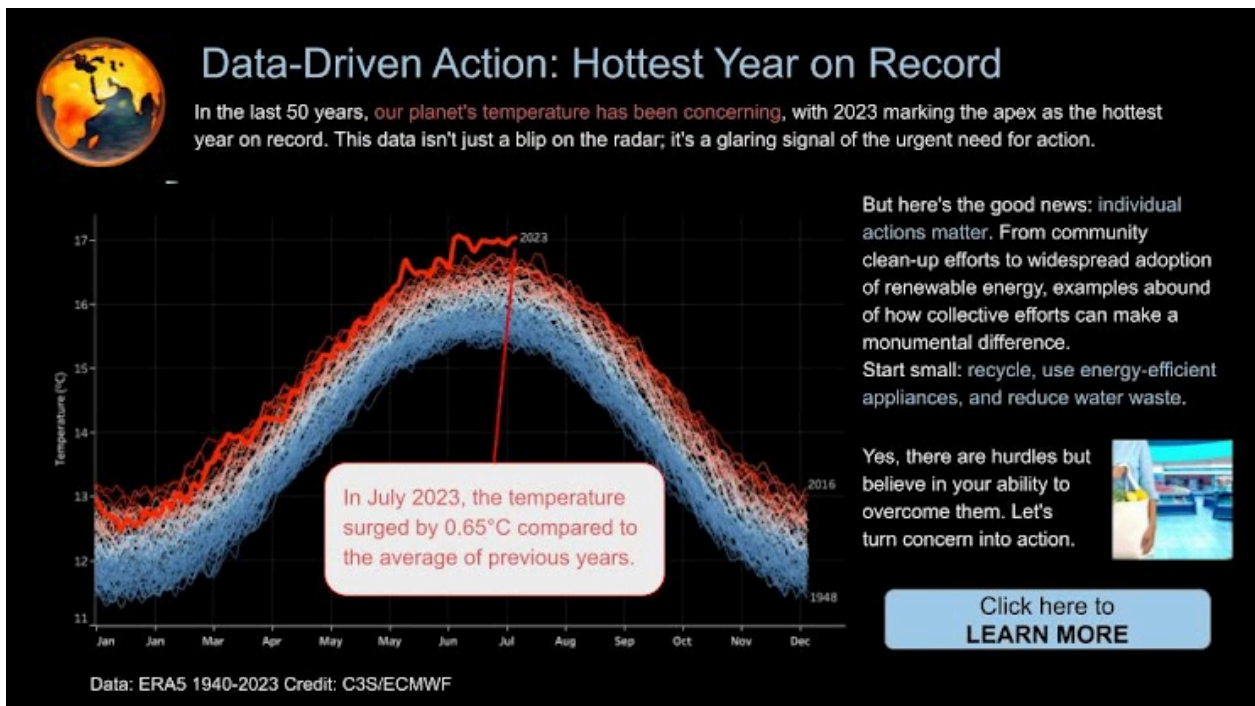 Data-Driven Action: Hottest Year on Record
In the last 50 years, our planet's temperature has been concerning, with 2023 marking the apex as the hottest
year on record. This data isn't just a blip on the radar; it's a glaring signal of the urgent need for action.
But here's the good news: individual
actions matter. From community
clean-up efforts to widespread adoption
of renewable energy, examples abound
of how collective efforts can make a
monumental difference.
Start small: recycle, use energy-efficient
appliances, and reduce water waste.
Yes, there are hurdles but
believe in your ability to
overcome them. Let's
turn concern into action.
Click here to
LEARN MORE
Temperature (°C)
17
16
15
14
13
12
11
2023
2016
1948
In July 2023, the temperature
surged by 0.65°C compared to
the average of previous years.
Jan Jan Mar Apr May May Jun Jul Aug Sep Oct Nov Dec
Data: ERA5 1940-2023 Credit: C3S/ECMWF